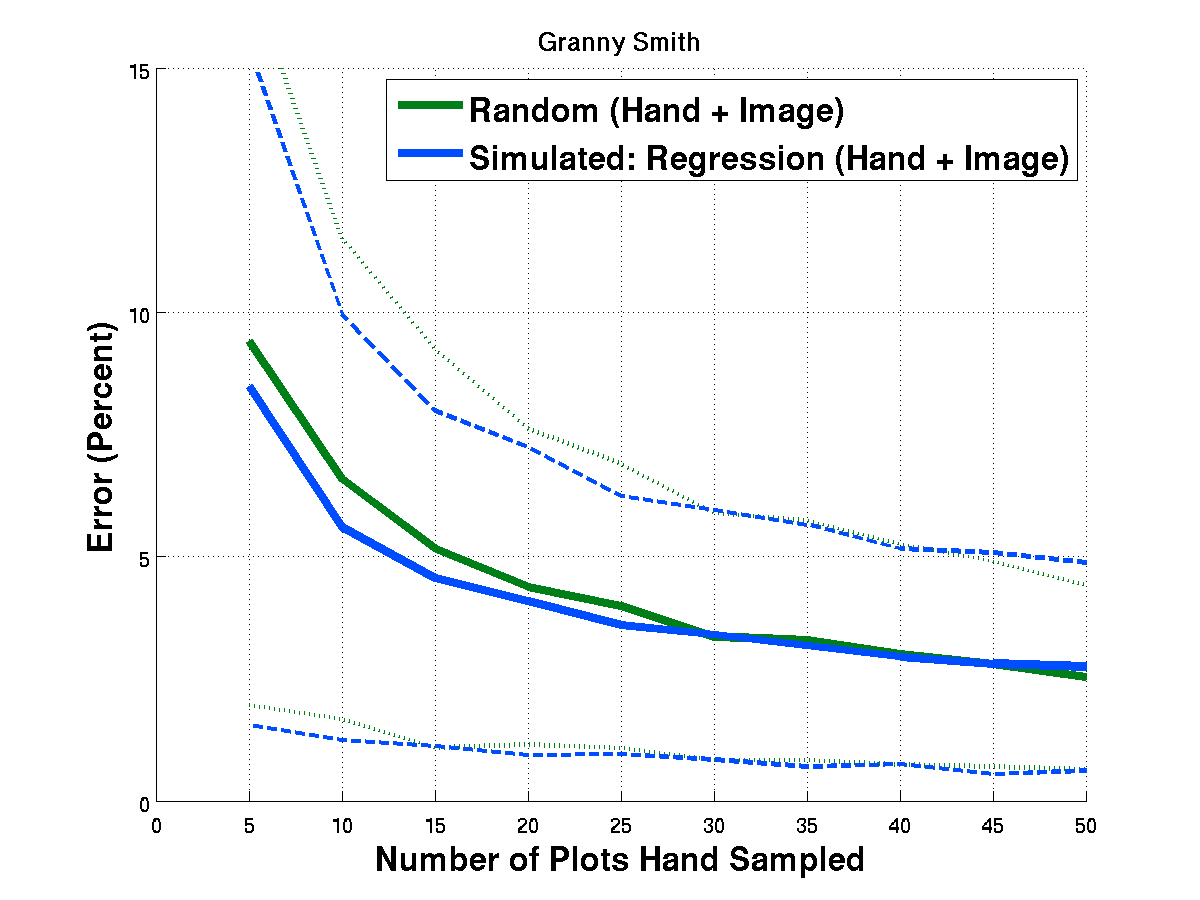 Granny Smith
Random (Hand + Image)
Simulated: Regression (Hand + Image)
Error (Percent)
15
10
5
0
0 5 10 15 20 25 30 35 40 45 50
Number of Plots Hand Sampled